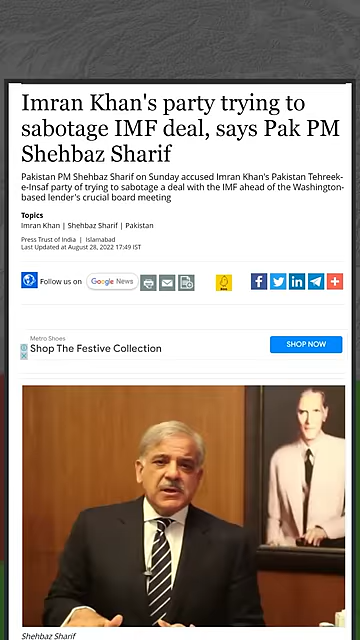 Imran Khan's party trying to
sabotage IMF deal, says Pak PM
Shehbaz Sharif
Pakistan PM Shehbaz Sharif on Sunday accused Imran Khan's Pakistan Tehreek-
e-Insaf party of trying to sabotage a deal with the IMF ahead of the Washington-
based lender's crucial board meeting
Topics
Imran Khan | Shehbaz Sharif | Pakistan
Press Trust of India | Islamabad
Last Updated at August 28, 2022 17:49 IST
Follow us on Google News
Metro Shoes
Shop The Festive Collection
SHOP NOW
Shehbaz Sharif